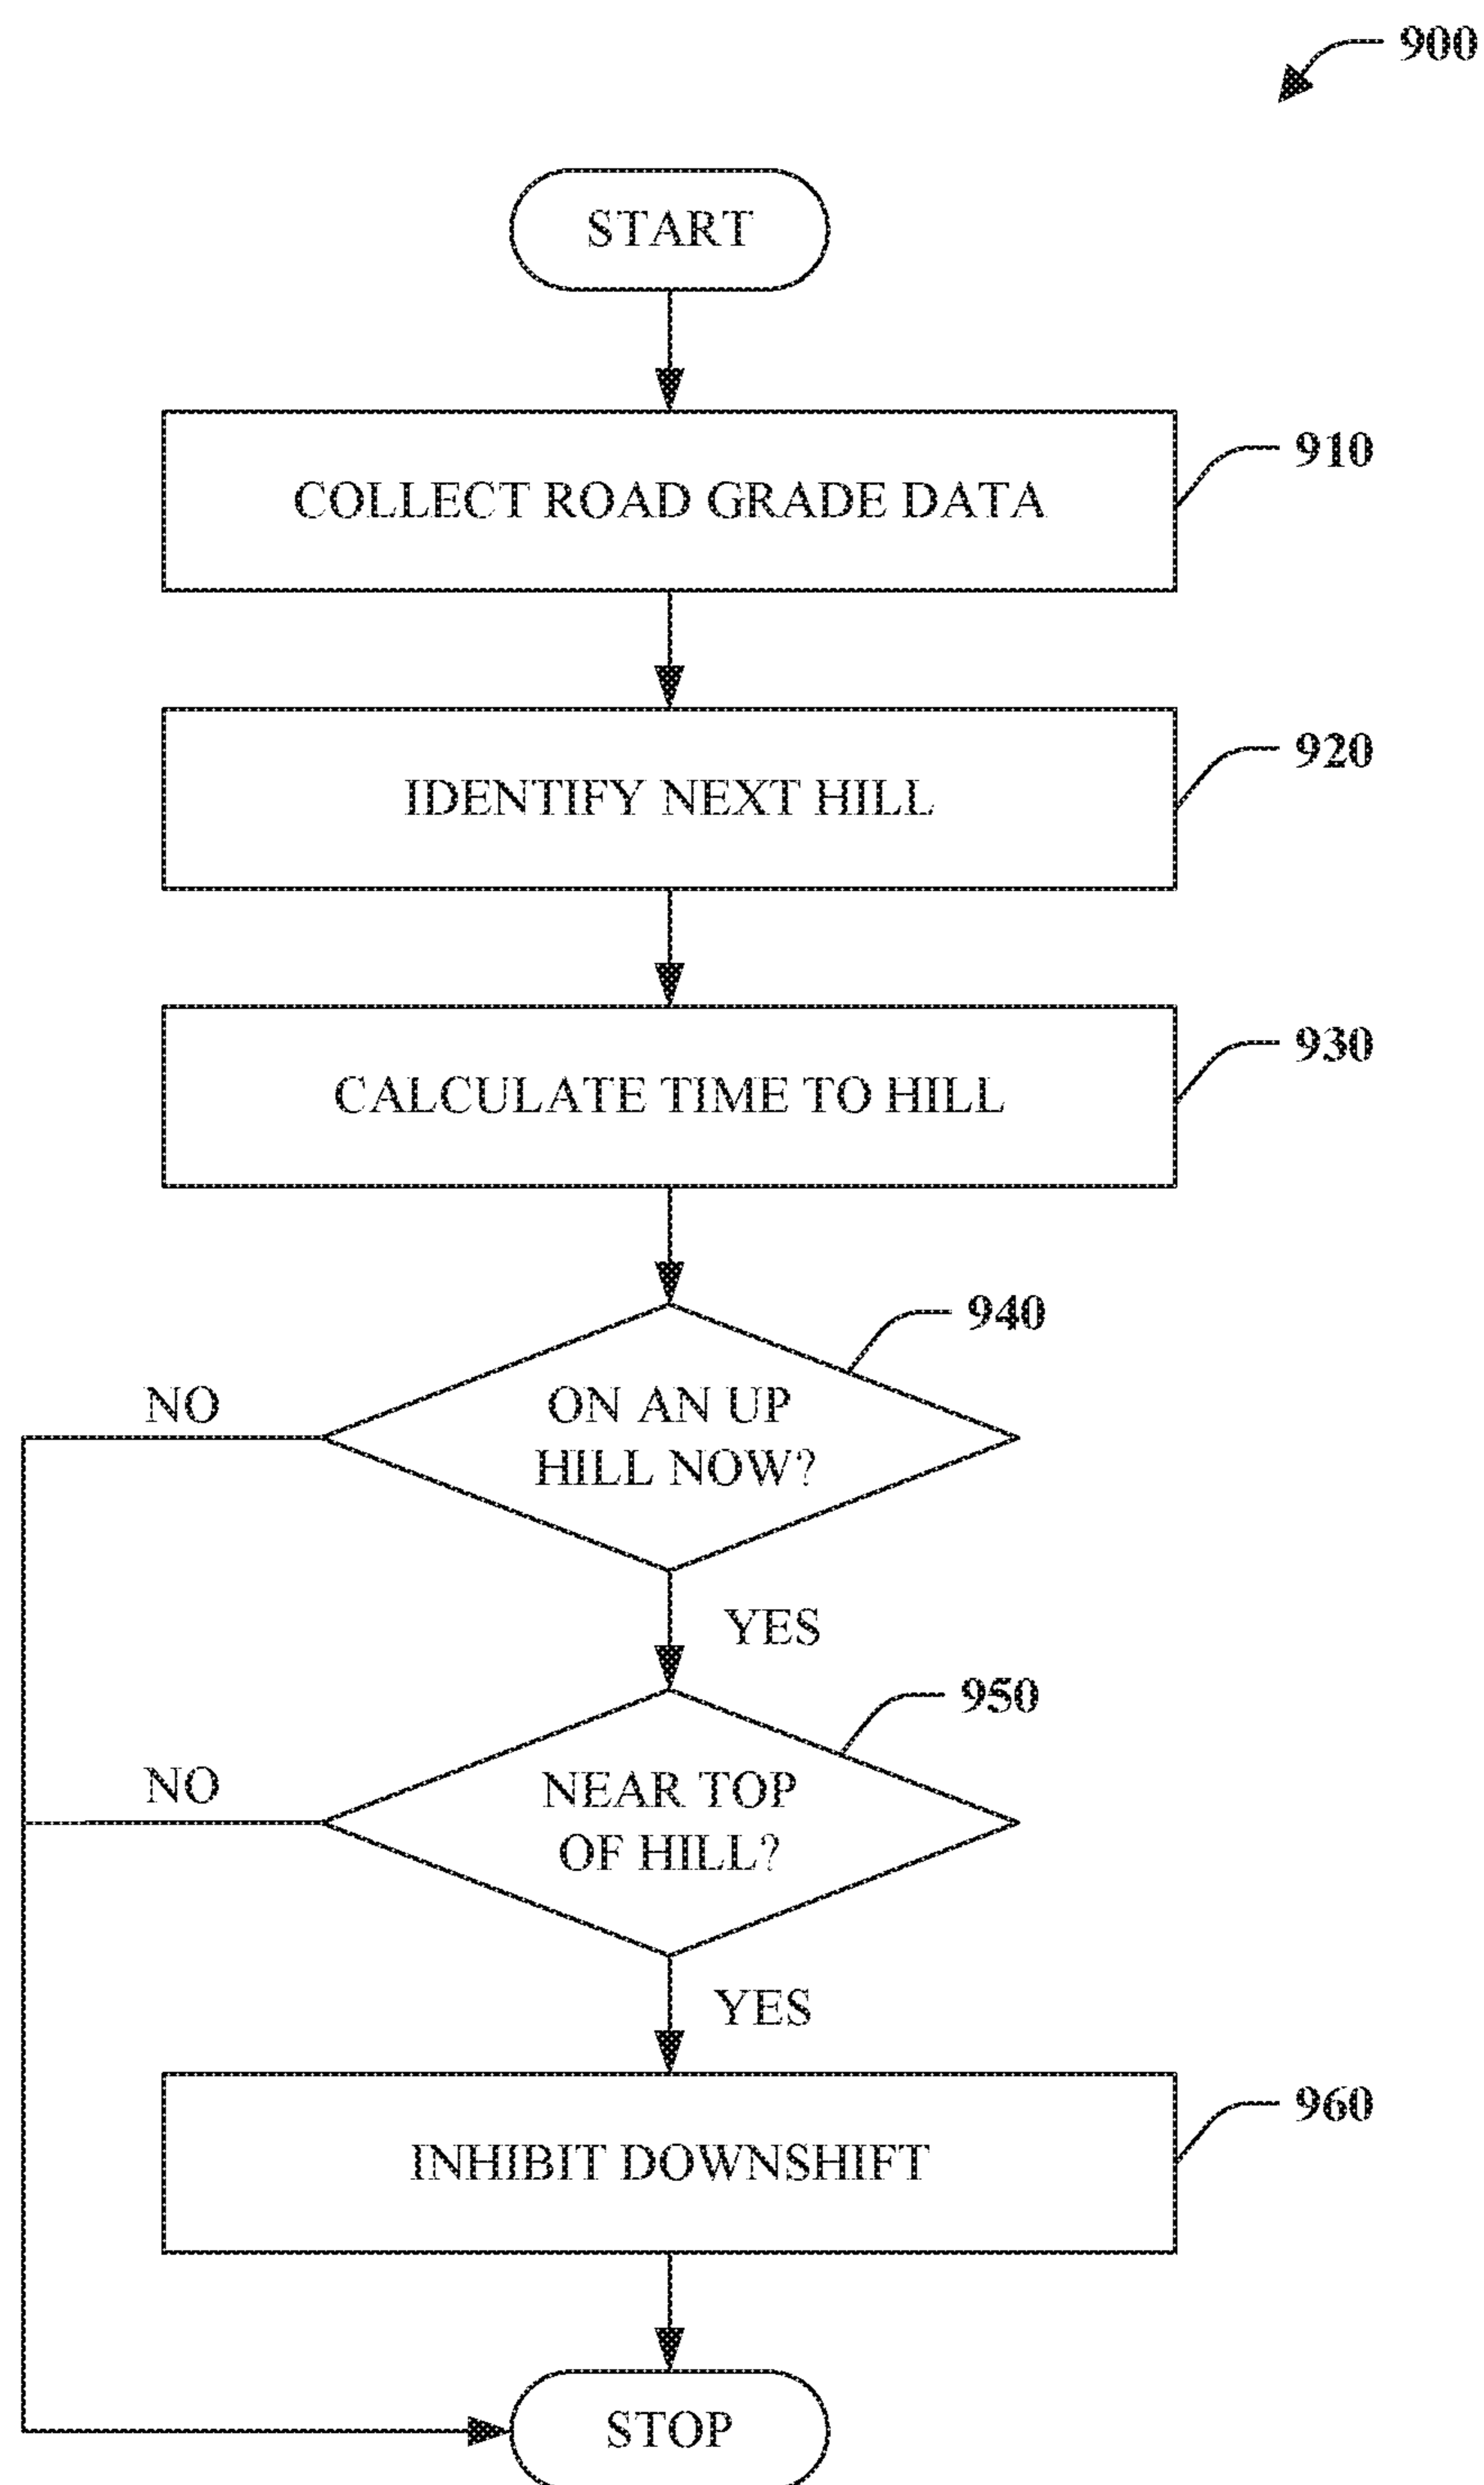 900
START
COLLECT ROAD GRADE DATA
910
IDENTIFY NEXT HILL
920
CALCULATE TIME TO HILL
930
940
NO
ON AN UP
HILL NOW?
YES
950
NO
NEAR TOP
OF HILL?
YES
INHIBIT DOWNSHIFT
960
STOP